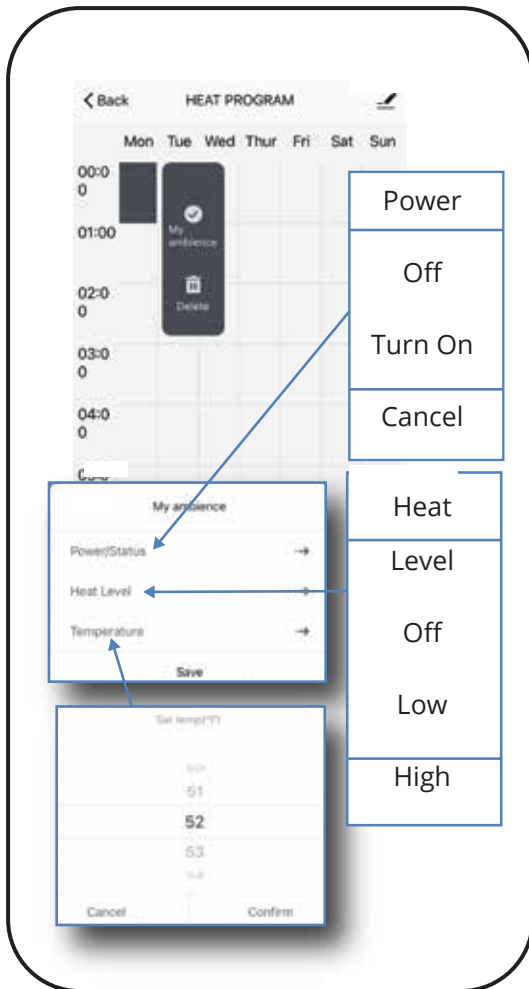 Back HEAT PROGRAM
Mon Tue Wed Thur Fri Sat Sun
00:0
0
01:00
My
ambience
02:0
0
Delete
03:0
0
04:0
0
Power
Off
Turn On
Cancel
My ambience
Power/Status
Heat Level
Temperature
Save
Heat
Level
Off
Low
High
Set temp(°F)
50
51
52
53
54
Cancel Confirm